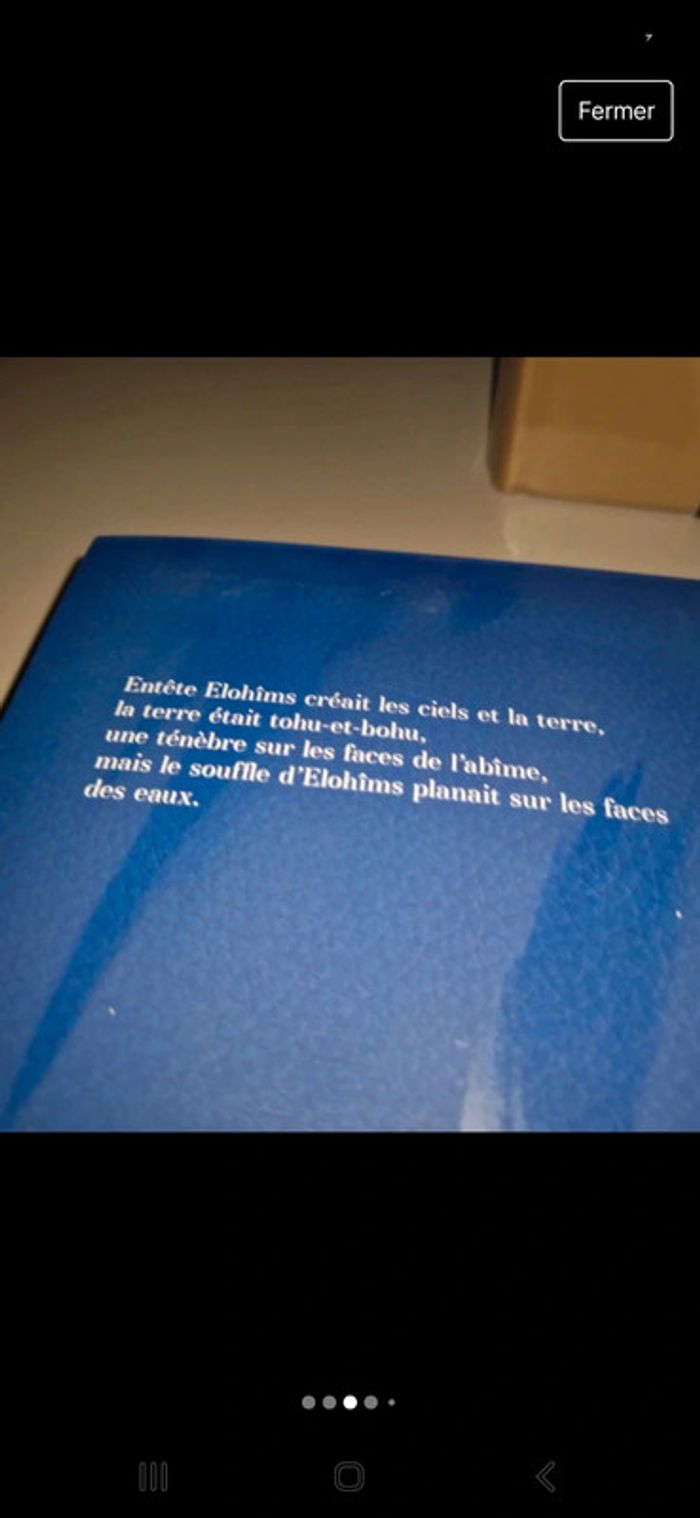 Fermer
Entête Elohîms créait les ciels et la terre,
la terre était tohu-et-bohu,
une ténèbre sur les faces de l'abîme,
mais le souffle d'Elohîms planait sur les faces
des eaux.